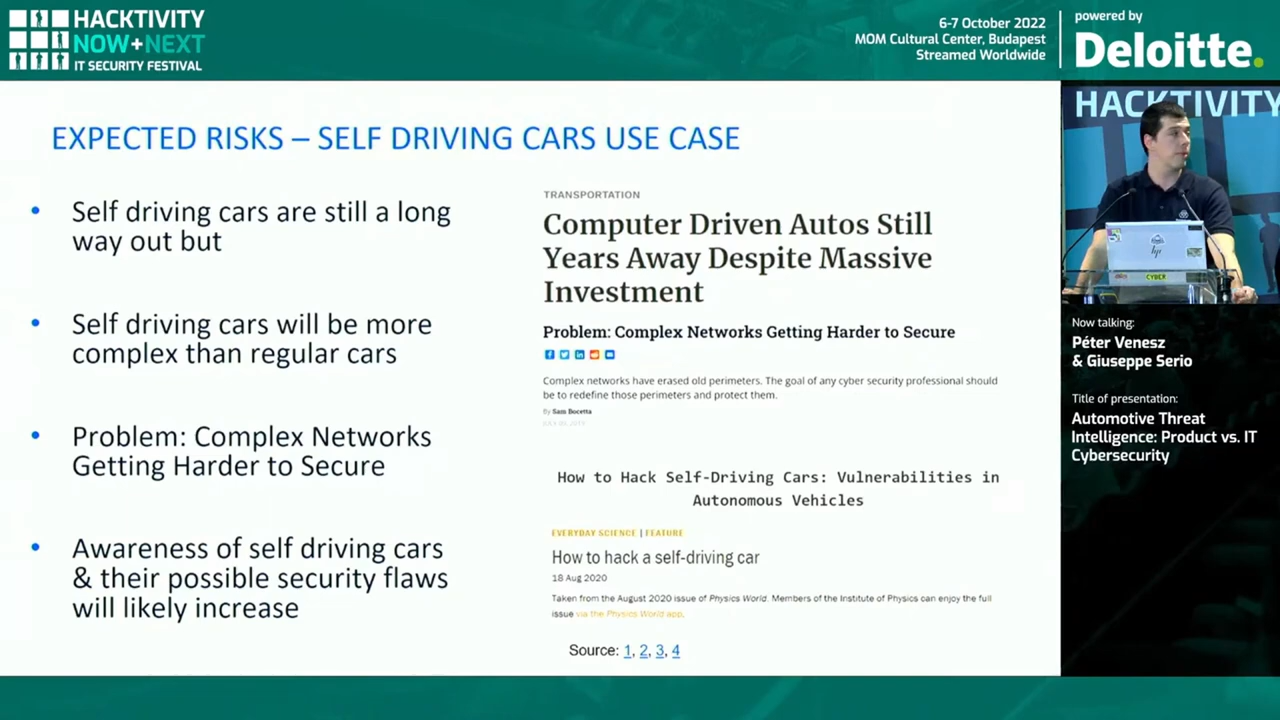 HACKTIVITY
NOW+NEXT
IT SECURITY FESTIVAL
6-7 October 2022
MOM Cultural Center, Budapest
Streamed Worldwide
powered by
Deloitte.
EXPECTED RISKS – SELF DRIVING CARS USE CASE
• Self driving cars are still a long
way out but
• Self driving cars will be more
complex than regular cars
• Problem: Complex Networks
Getting Harder to Secure
• Awareness of self driving cars
& their possible security flaws
will likely increase
TRANSPORTATION
Computer Driven Autos Still
Years Away Despite Massive
Investment
Problem: Complex Networks Getting Harder to Secure
Complex networks have erased old perimeters. The goal of any cyber security professional should
be to redefine those perimeters and protect them.
By Sam Bocetta
How to Hack Self-Driving Cars: Vulnerabilities in
Autonomous Vehicles
EVERYDAY SCIENCE | FEATURE
How to hack a self-driving car
18 Aug 2020
Taken from the August 2020 issue of Physics World. Members of the Institute of Physics can enjoy the full
issue via the Physics World app.
Source: 1, 2, 3, 4
HACKTIVITY
hp
CYBER
Now talking:
Péter Venesz
& Giuseppe Serio
Title of presentation:
Automotive Threat
Intelligence: Product vs. IT
Cybersecurity